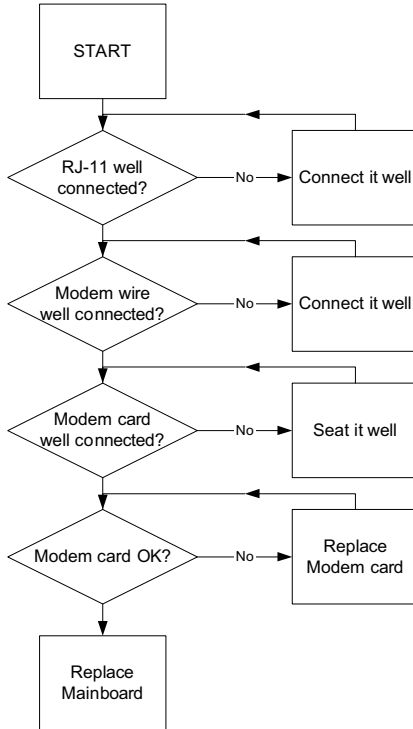 START
RJ-11 well
connected?
No
Connect it well
Modem wire
well connected?
No
Connect it well
Modem card
well connected?
No
Seat it well
Modem card OK?
No
Replace
Modem card
Replace
Mainboard